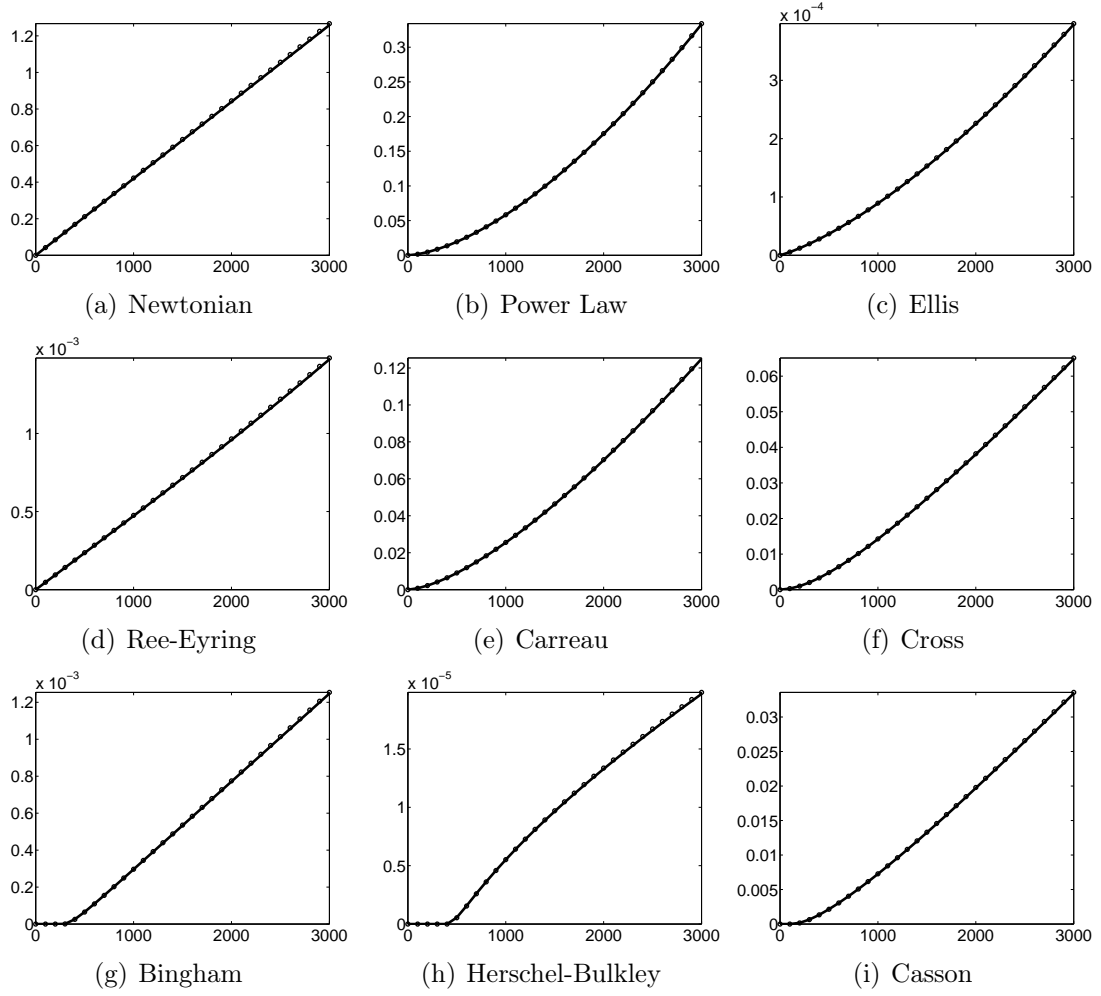 1.2
1
0.8
0.6
0.4
0.2
0
0 1000 2000 3000
(a) Newtonian
0.3
0.25
0.2
0.15
0.1
0.05
0
0 1000 2000 3000
(b) Power Law
x 10⁻⁴
4
3
2
1
0
0 1000 2000 3000
(c) Ellis
x 10⁻³
1
0.5
0
0 1000 2000 3000
(d) Ree-Eyring
0.12
0.1
0.08
0.06
0.04
0.02
0
0 1000 2000 3000
(e) Carreau
0.06
0.05
0.04
0.03
0.02
0.01
0
0 1000 2000 3000
(f) Cross
x 10⁻³
1.2
1
0.8
0.6
0.4
0.2
0
0 1000 2000 3000
(g) Bingham
x 10⁻⁵
1.5
1
0.5
0
0 1000 2000 3000
(h) Herschel-Bulkley
0.03
0.025
0.02
0.015
0.01
0.005
0
0 1000 2000 3000
(i) Casson